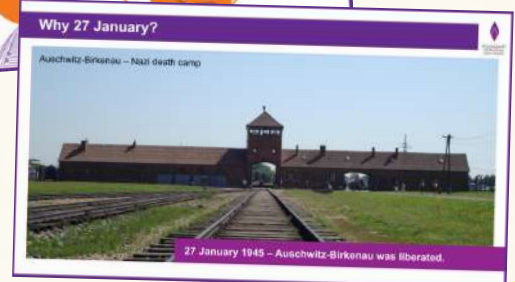 Why 27 January?
Auschwitz-Birkenau – Nazi death camp
27 January 1945 – Auschwitz-Birkenau was liberated.